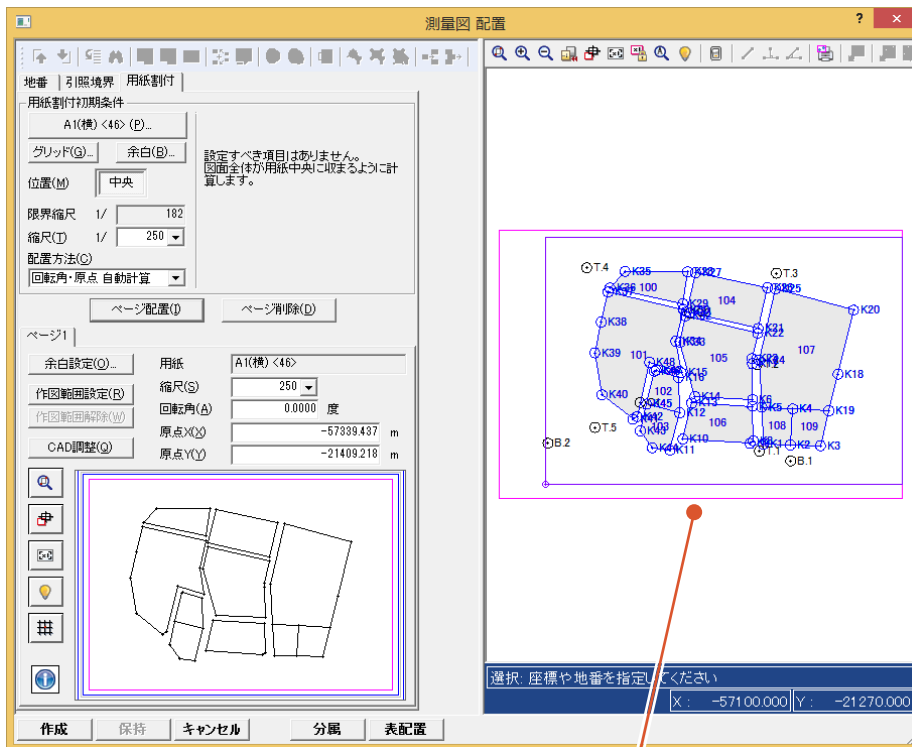 測量図 配置
? ×
地番 引照境界 用紙割付
用紙割付初期条件
A1(横) <46> (P)...
グリッド(G)... 余白(B)...
位置(M) 中央
限界縮尺 1/ 182
縮尺(T) 1/ 250
配置方法(C)
回転角・原点 自動計算
設定すべき項目はありません。
図面全体が用紙中央に収まるように計
算します。
ページ配置(I) ページ削除(D)
ページ1
余白設定(O)... 用紙 A1(横) <46>
作図範囲設定(R) 縮尺(S) 250
作図範囲解除(W) 回転角(A) 0.0000 度
原点X(X) -57339.437 m
CAD調整(Q) 原点Y(Y) -21409.218 m
作成 保持 キャンセル 分属 表配置
T.4 K35 K27 T.3
100 K25 K20
K29 104
K38 K21
K22 107
K39 101 K48 105
K15 K18
K16
K40 102 K14 K6
K45 K13 K5 K4 K19
K42 K12
T.5 K43 103 106 108 109
B.2 K10 K1 K2 K3
K11 T.1
B.1
選択: 座標や地番を指定してください
X : -57100.000 Y : -21270.000